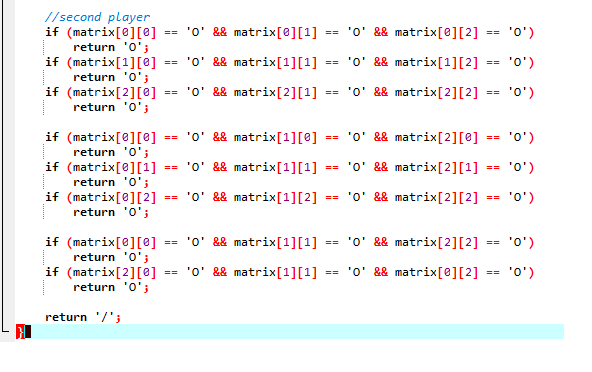 //second player
if (matrix[0][0] == 'O' && matrix[0][1] == 'O' && matrix[0][2] == 'O')
return 'O';
if (matrix[1][0] == 'O' && matrix[1][1] == 'O' && matrix[1][2] == 'O')
return 'O';
if (matrix[2][0] == 'O' && matrix[2][1] == 'O' && matrix[2][2] == 'O')
return 'O';
if (matrix[0][0] == 'O' && matrix[1][0] == 'O' && matrix[2][0] == 'O')
return 'O';
if (matrix[0][1] == 'O' && matrix[1][1] == 'O' && matrix[2][1] == 'O')
return 'O';
if (matrix[0][2] == 'O' && matrix[1][2] == 'O' && matrix[2][2] == 'O')
return 'O';
if (matrix[0][0] == 'O' && matrix[1][1] == 'O' && matrix[2][2] == 'O')
return 'O';
if (matrix[2][0] == 'O' && matrix[1][1] == 'O' && matrix[0][2] == 'O')
return 'O';
return '/';
}